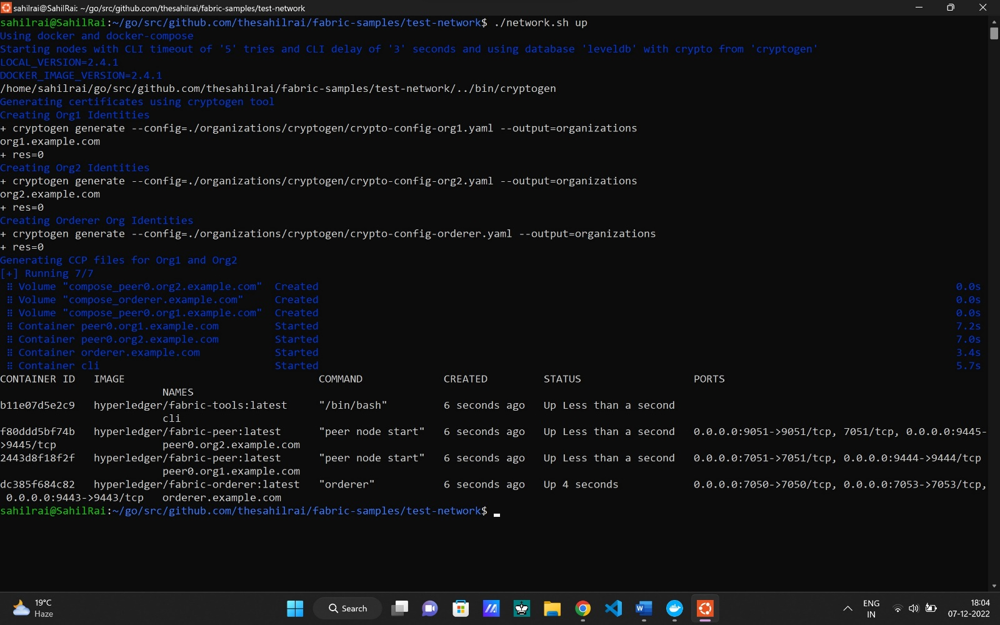 sahilrai@SahilRai: ~/go/src/github.com/thesahilrai/fabric-samples/test-network
sahilrai@SahilRai:~/go/src/github.com/thesahilrai/fabric-samples/test-network$ ./network.sh up
Using docker and docker-compose
Starting nodes with CLI timeout of '5' tries and CLI delay of '3' seconds and using database 'leveldb' with crypto from 'cryptogen'
LOCAL_VERSION=2.4.1
DOCKER_IMAGE_VERSION=2.4.1
/home/sahilrai/go/src/github.com/thesahilrai/fabric-samples/test-network/../bin/cryptogen
Generating certificates using cryptogen tool
Creating Org1 Identities
+ cryptogen generate --config=./organizations/cryptogen/crypto-config-org1.yaml --output=organizations
org1.example.com
+ res=0
Creating Org2 Identities
+ cryptogen generate --config=./organizations/cryptogen/crypto-config-org2.yaml --output=organizations
org2.example.com
+ res=0
Creating Orderer Org Identities
+ cryptogen generate --config=./organizations/cryptogen/crypto-config-orderer.yaml --output=organizations
+ res=0
Generating CCP files for Org1 and Org2
[+] Running 7/7
⠿ Volume "compose_peer0.org2.example.com" Created 0.0s
⠿ Volume "compose_orderer.example.com" Created 0.0s
⠿ Volume "compose_peer0.org1.example.com" Created 0.0s
⠿ Container peer0.org1.example.com Started 7.2s
⠿ Container peer0.org2.example.com Started 7.0s
⠿ Container orderer.example.com Started 3.4s
⠿ Container cli Started 5.7s
CONTAINER ID IMAGE COMMAND CREATED STATUS PORTS
NAMES
b11e07d5e2c9 hyperledger/fabric-tools:latest "/bin/bash" 6 seconds ago Up Less than a second
cli
f80ddd5bf74b hyperledger/fabric-peer:latest "peer node start" 6 seconds ago Up Less than a second 0.0.0.0:9051->9051/tcp, 7051/tcp, 0.0.0.0:9445-
>9445/tcp peer0.org2.example.com
2443d8f18f2f hyperledger/fabric-peer:latest "peer node start" 6 seconds ago Up Less than a second 0.0.0.0:7051->7051/tcp, 0.0.0.0:9444->9444/tcp
peer0.org1.example.com
dc385f684c82 hyperledger/fabric-orderer:latest "orderer" 6 seconds ago Up 4 seconds 0.0.0.0:7050->7050/tcp, 0.0.0.0:7053->7053/tcp,
0.0.0.0:9443->9443/tcp orderer.example.com
sahilrai@SahilRai:~/go/src/github.com/thesahilrai/fabric-samples/test-network$
19°C
Haze
Search
ENG
IN
18:04
07-12-2022